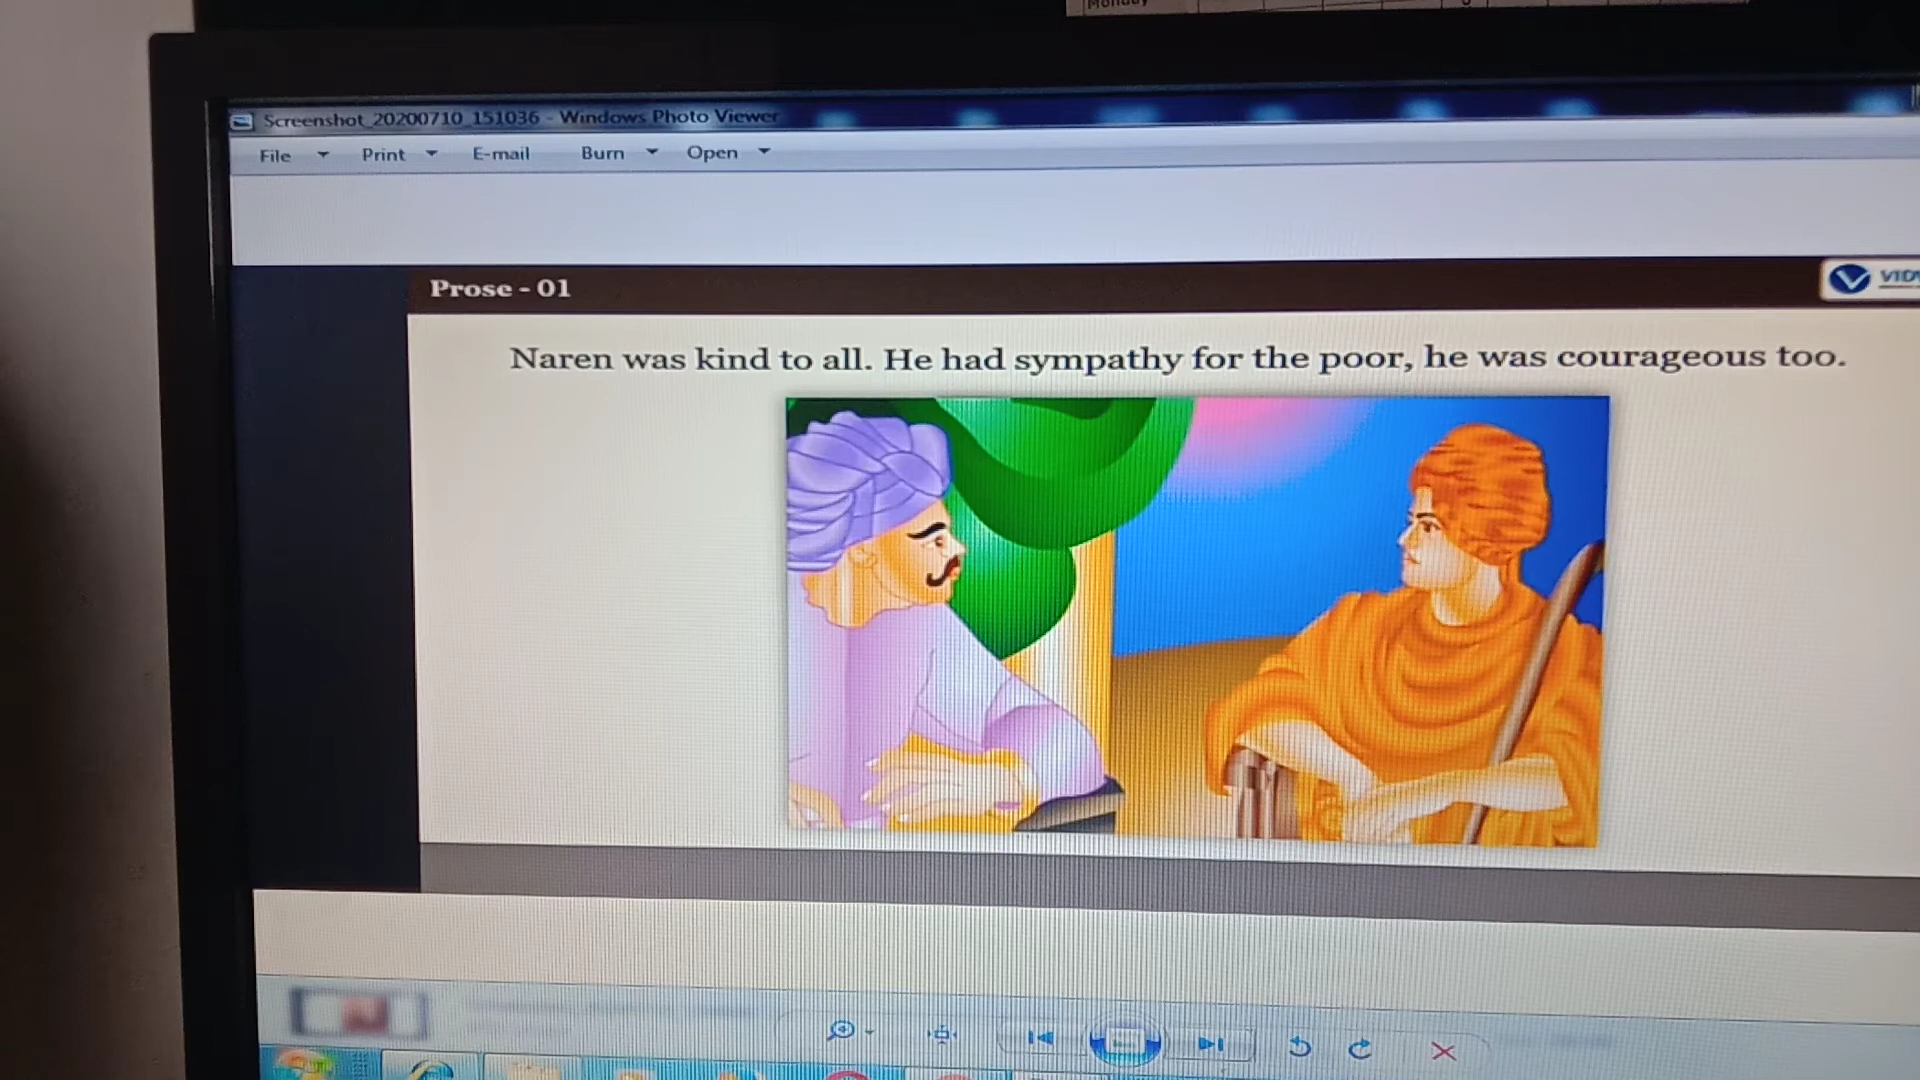 Monday
Screenshot_20200710_151036 - Windows Photo Viewer
File Print E-mail Burn Open
Prose - 01
Naren was kind to all. He had sympathy for the poor, he was courageous too.